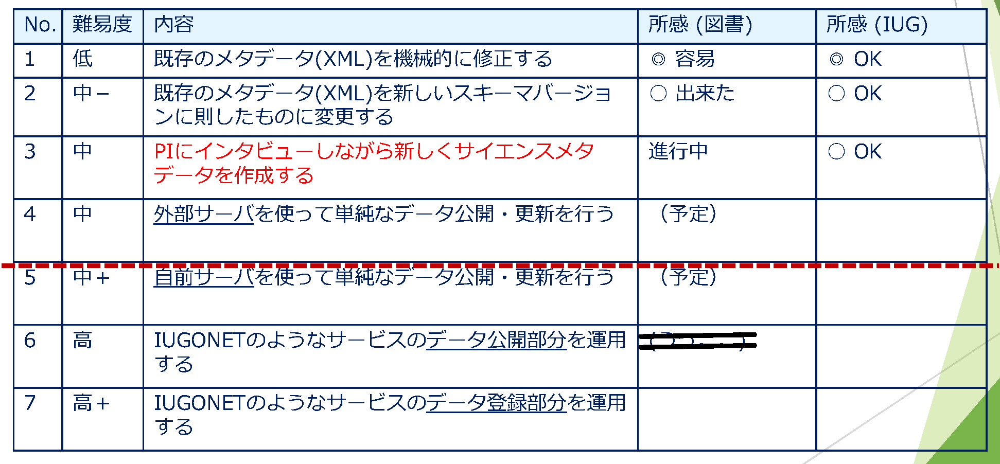 No. 難易度 内容 所感 (図書) 所感 (IUG)
1 低 既存のメタデータ(XML)を機械的に修正する ◎ 容易 ◎ OK
2 中－ 既存のメタデータ(XML)を新しいスキーマバージョ ○ 出来た ○ OK
ンに則したものに変更する
3 中 PIにインタビューしながら新しくサイエンスメタ 進行中 ○ OK
データを作成する
4 中 外部サーバを使って単純なデータ公開・更新を行う （予定）
5 中＋ 自前サーバを使って単純なデータ公開・更新を行う （予定）
6 高 IUGONETのようなサービスのデータ公開部分を運用
する
7 高＋ IUGONETのようなサービスのデータ登録部分を運用
する